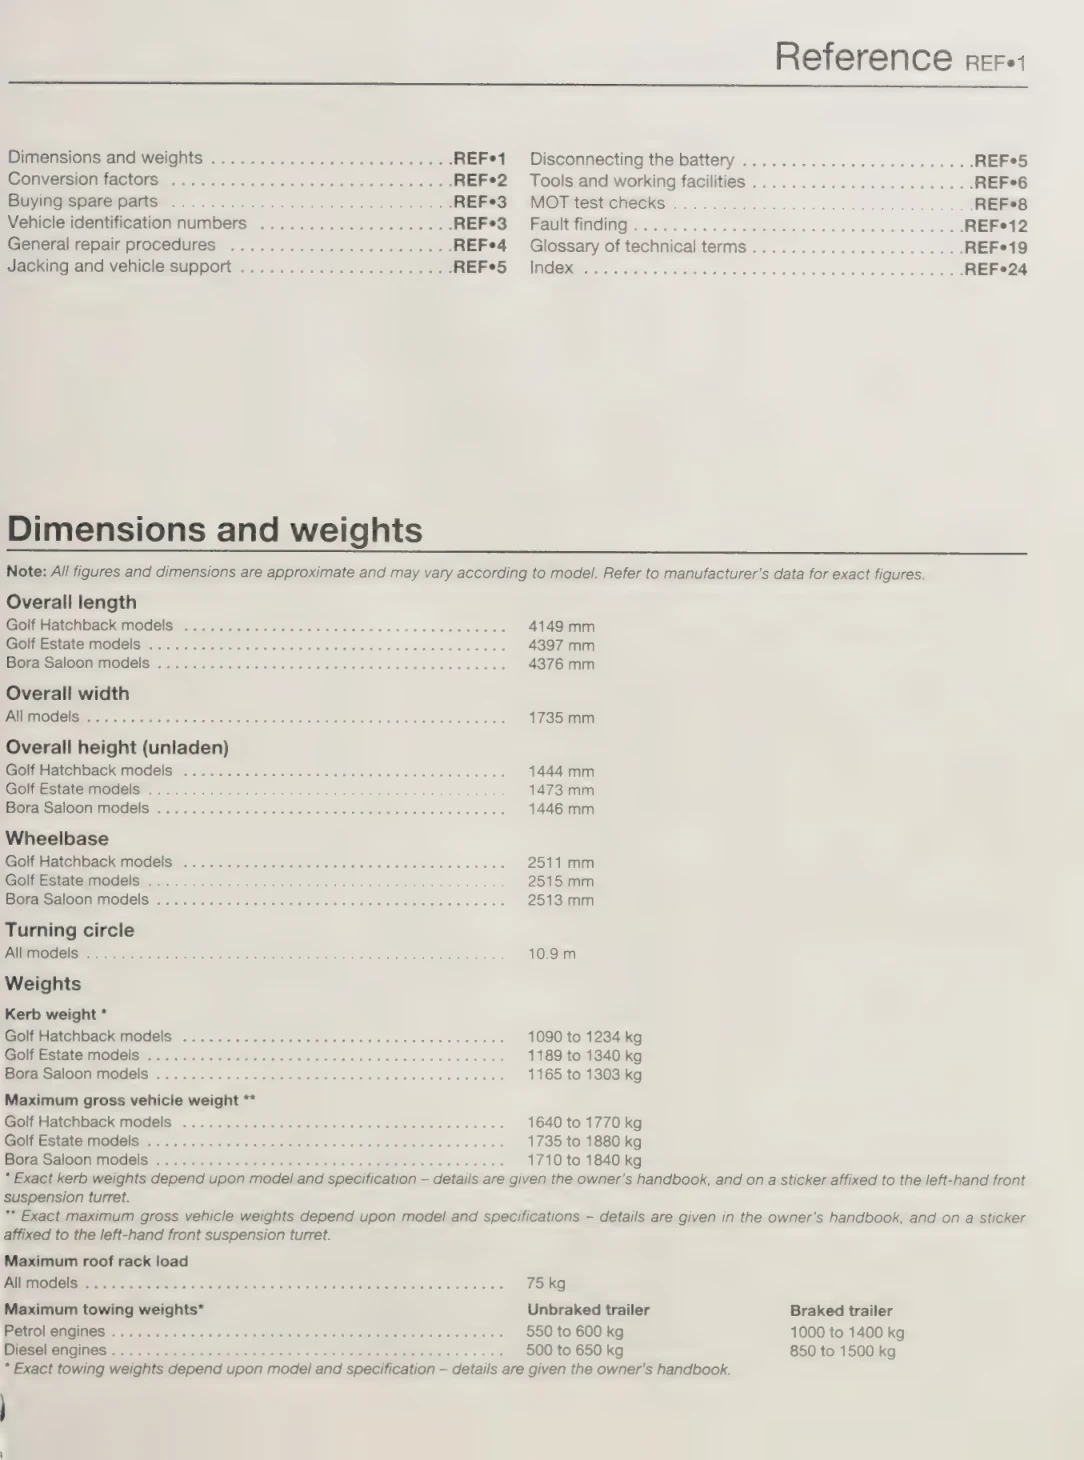 Reference REF•1
Dimensions and weights . . . . . . . . . . . . . . . . . . . . . . . . .REF•1
Conversion factors . . . . . . . . . . . . . . . . . . . . . . . . . . . . .REF•2
Buying spare parts . . . . . . . . . . . . . . . . . . . . . . . . . . . . .REF•3
Vehicle identification numbers . . . . . . . . . . . . . . . . . . . .REF•3
General repair procedures . . . . . . . . . . . . . . . . . . . . . . .REF•4
Jacking and vehicle support . . . . . . . . . . . . . . . . . . . . . .REF•5
Disconnecting the battery . . . . . . . . . . . . . . . . . . . . . . . .REF•5
Tools and working facilities . . . . . . . . . . . . . . . . . . . . . . .REF•6
MOT test checks . . . . . . . . . . . . . . . . . . . . . . . . . . . . . . .REF•8
Fault finding . . . . . . . . . . . . . . . . . . . . . . . . . . . . . . . . . .REF•12
Glossary of technical terms . . . . . . . . . . . . . . . . . . . . . .REF•19
Index . . . . . . . . . . . . . . . . . . . . . . . . . . . . . . . . . . . . . . .REF•24
Dimensions and weights
Note: All figures and dimensions are approximate and may vary according to model. Refer to manufacturer's data for exact figures.
Overall length
Golf Hatchback models . . . . . . . . . . . . . . . . . . . . 4149 mm
Golf Estate models . . . . . . . . . . . . . . . . . . . . 4397 mm
Bora Saloon models . . . . . . . . . . . . . . . . . . . . 4376 mm
Overall width
All models . . . . . . . . . . . . . . . . . . . . 1735 mm
Overall height (unladen)
Golf Hatchback models . . . . . . . . . . . . . . . . . . . . 1444 mm
Golf Estate models . . . . . . . . . . . . . . . . . . . . 1473 mm
Bora Saloon models . . . . . . . . . . . . . . . . . . . . 1446 mm
Wheelbase
Golf Hatchback models . . . . . . . . . . . . . . . . . . . . 2511 mm
Golf Estate models . . . . . . . . . . . . . . . . . . . . 2515 mm
Bora Saloon models . . . . . . . . . . . . . . . . . . . . 2513 mm
Turning circle
All models . . . . . . . . . . . . . . . . . . . . 10.9 m
Weights
Kerb weight *
Golf Hatchback models . . . . . . . . . . . . . . . . . . . . 1090 to 1234 kg
Golf Estate models . . . . . . . . . . . . . . . . . . . . 1189 to 1340 kg
Bora Saloon models . . . . . . . . . . . . . . . . . . . . 1165 to 1303 kg
Maximum gross vehicle weight **
Golf Hatchback models . . . . . . . . . . . . . . . . . . . . 1640 to 1770 kg
Golf Estate models . . . . . . . . . . . . . . . . . . . . 1735 to 1880 kg
Bora Saloon models . . . . . . . . . . . . . . . . . . . . 1710 to 1840 kg
* Exact kerb weights depend upon model and specification – details are given the owner's handbook, and on a sticker affixed to the left-hand front
suspension turret.
** Exact maximum gross vehicle weights depend upon model and specifications – details are given in the owner's handbook, and on a sticker
affixed to the left-hand front suspension turret.
Maximum roof rack load
All models . . . . . . . . . . . . . . . . . . . . 75 kg
Maximum towing weights* Unbraked trailer Braked trailer
Petrol engines . . . . . . . . . . . . . . . . . . . . 550 to 600 kg 1000 to 1400 kg
Diesel engines . . . . . . . . . . . . . . . . . . . . 500 to 650 kg 850 to 1500 kg
* Exact towing weights depend upon model and specification – details are given the owner's handbook.